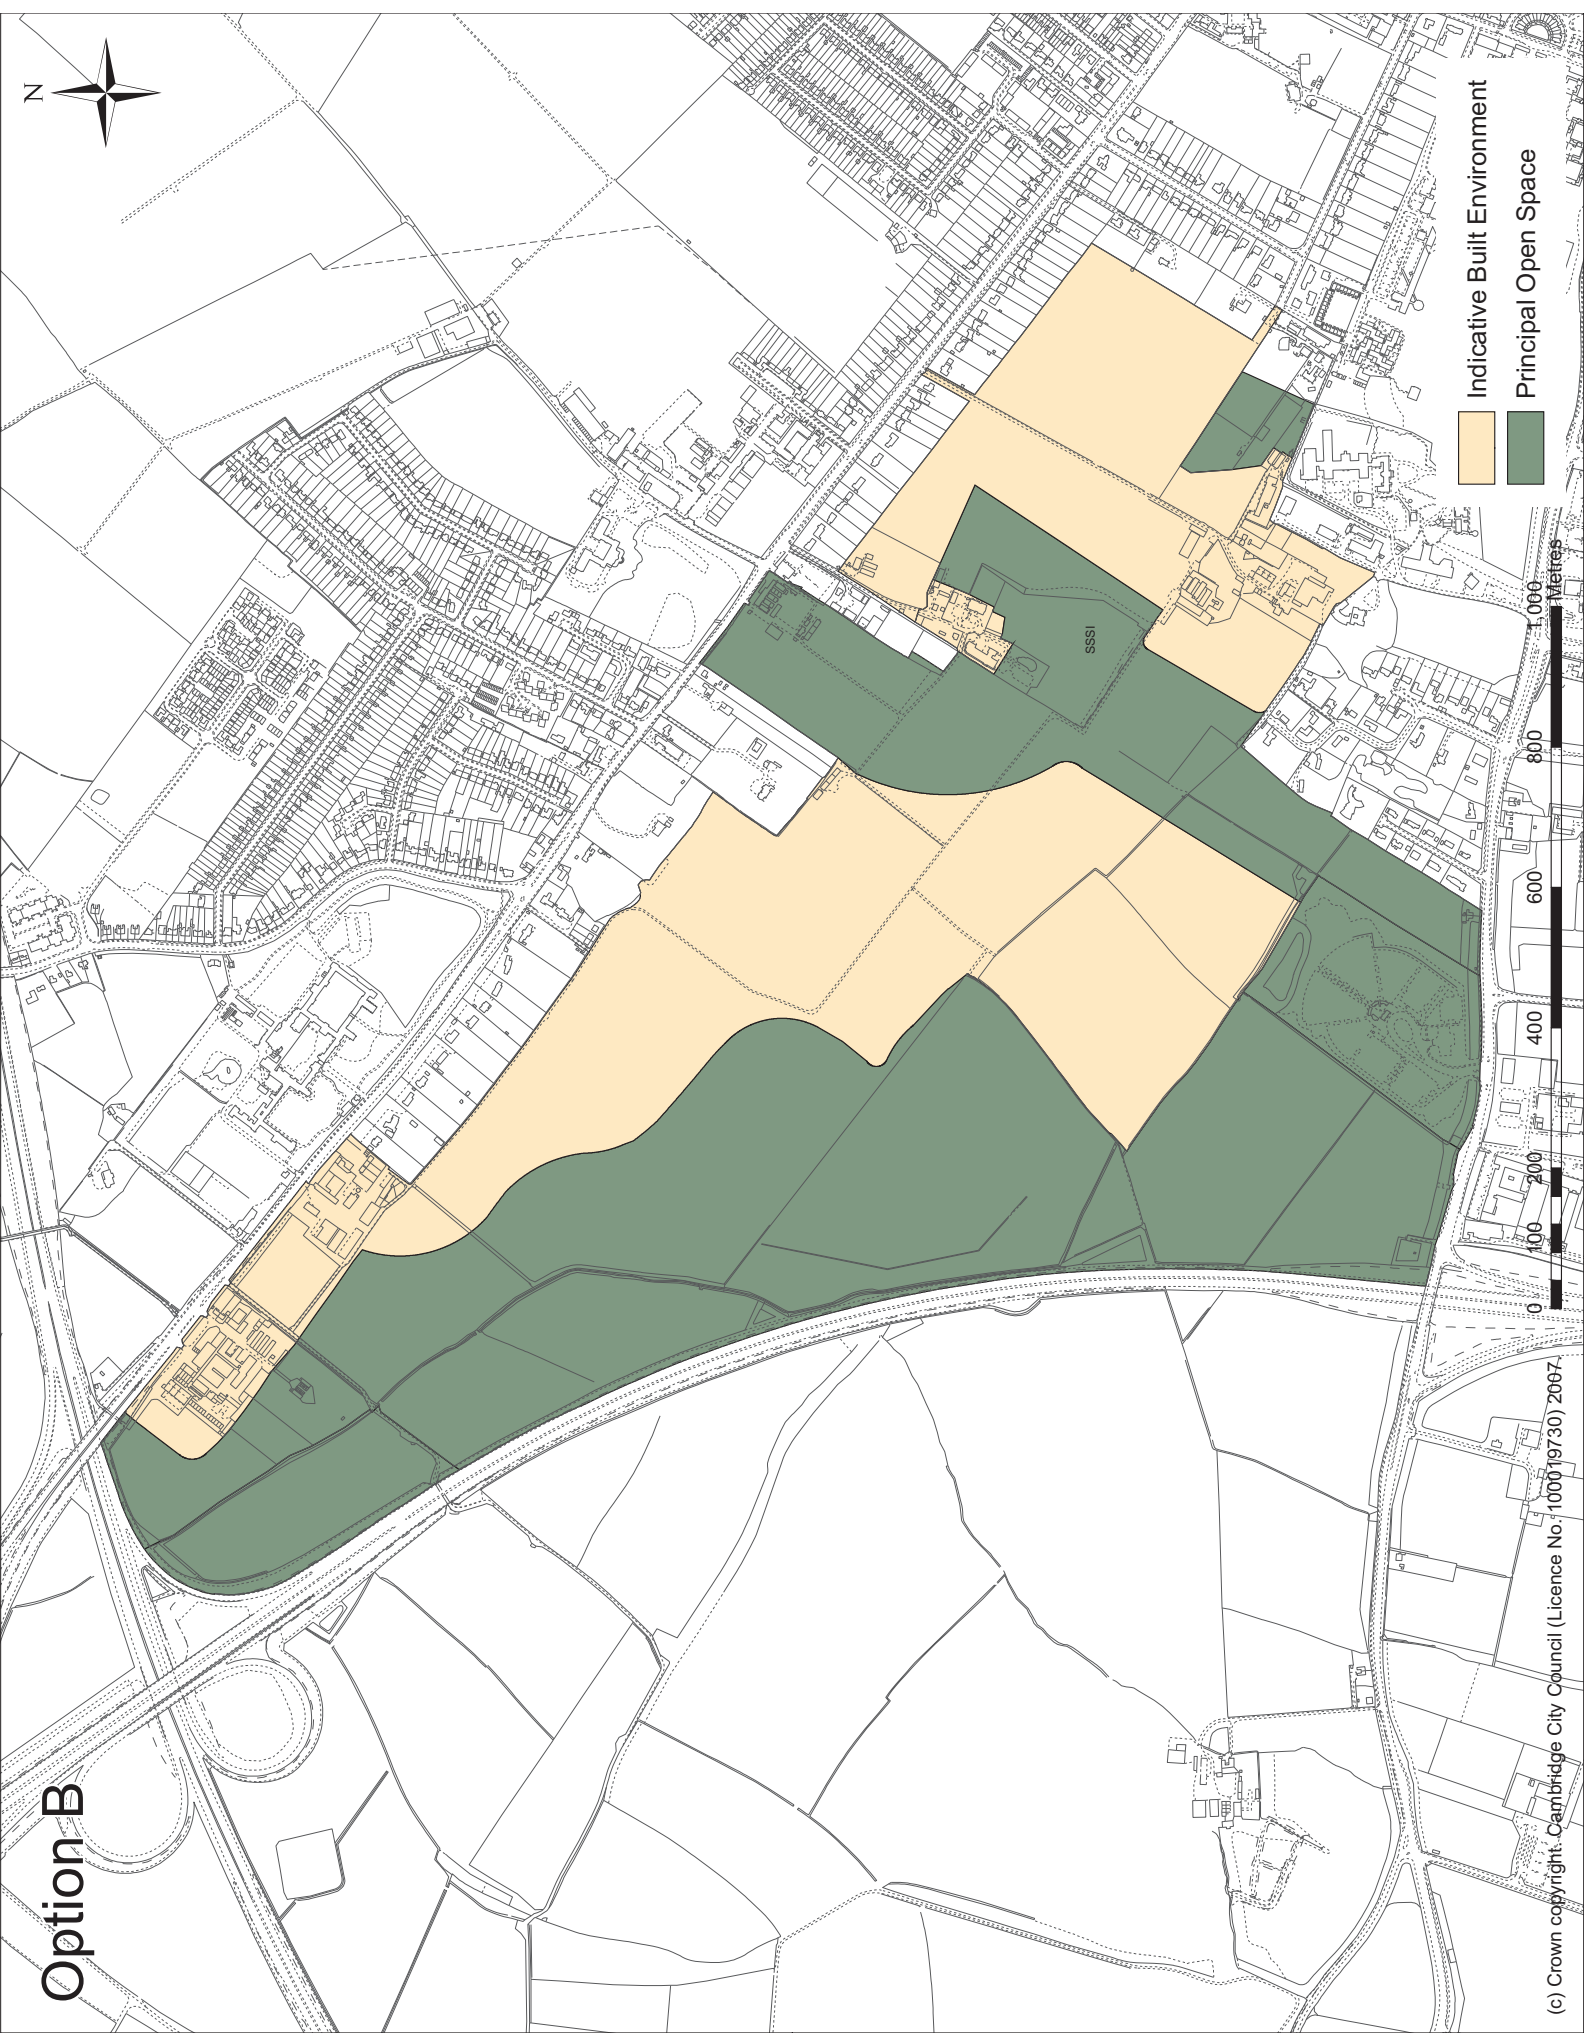 Option B
N
SSSI
Indicative Built Environment
Principal Open Space
0 100 200 400 600 800 1,000
Metres
(c) Crown copyright. Cambridge City Council (Licence No. 100019730) 2007.